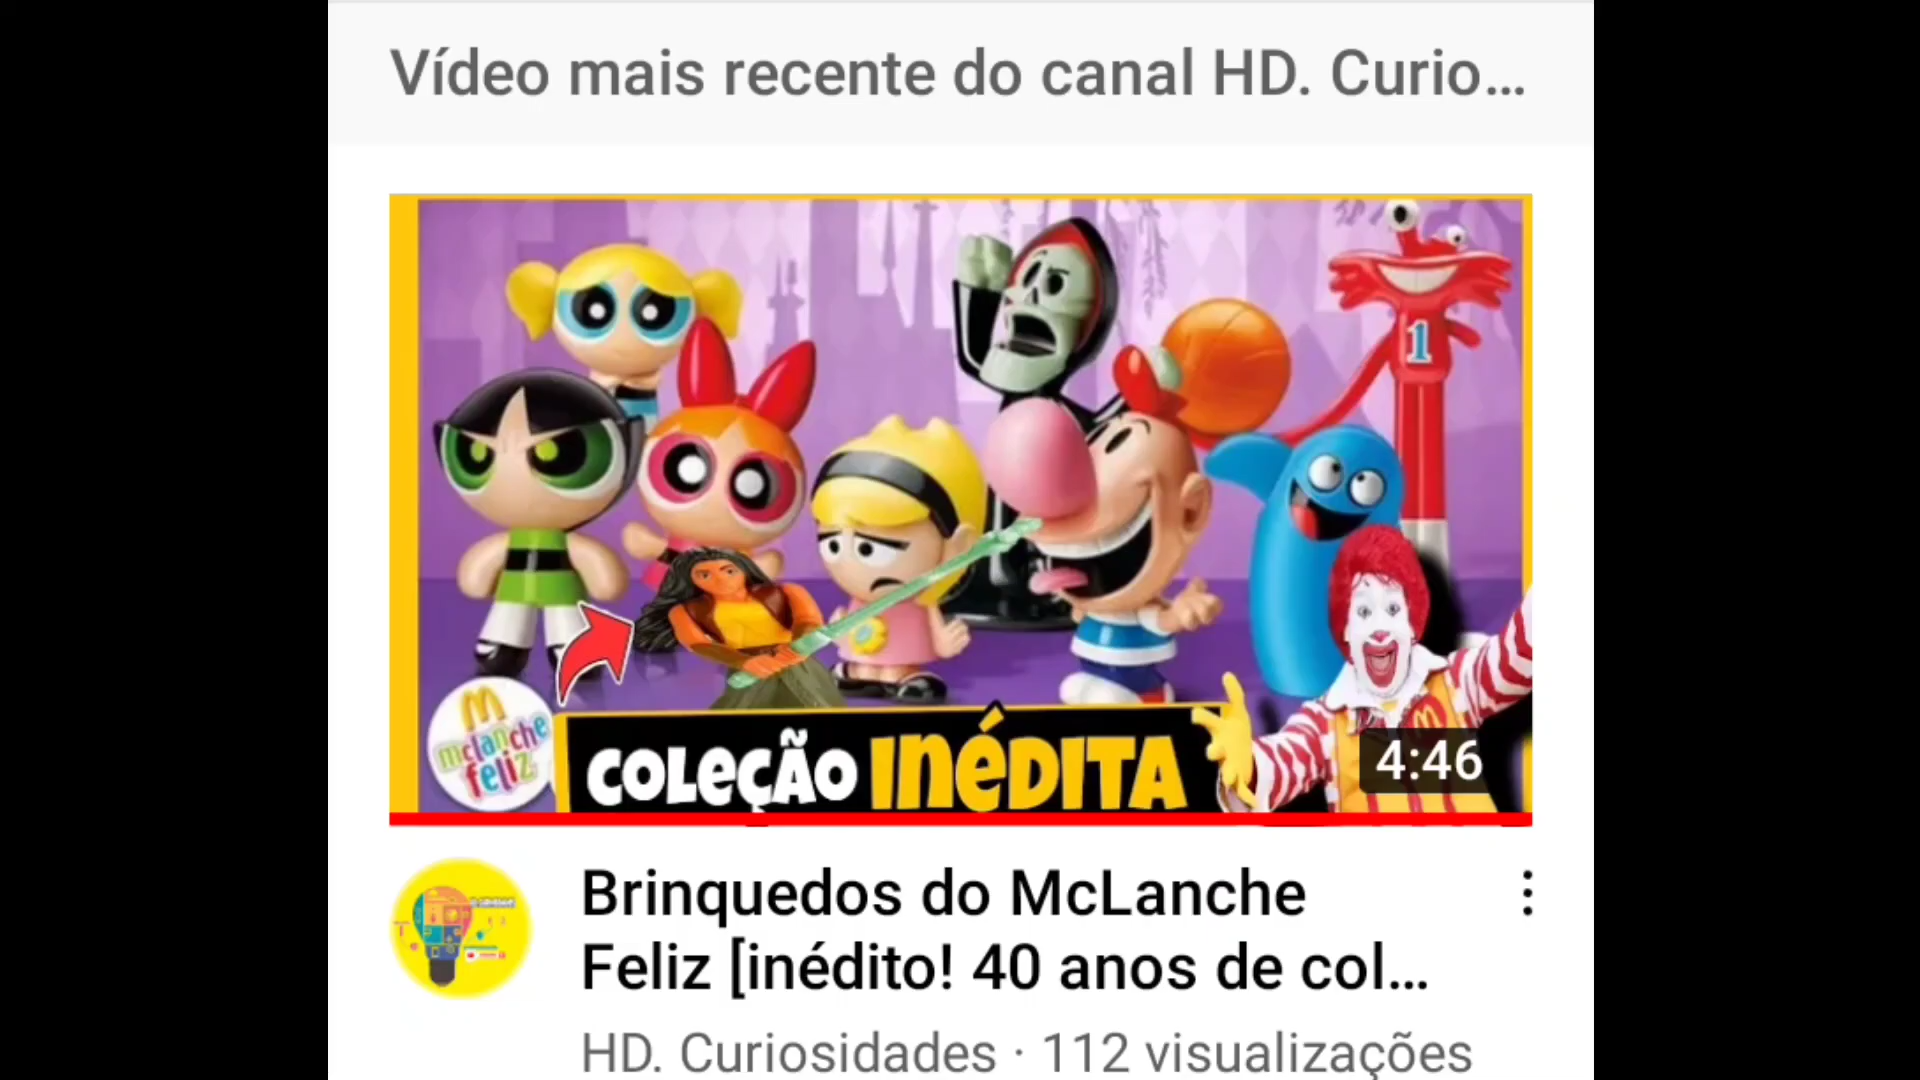 Vídeo mais recente do canal HD. Curio...
1
M
mclanche
feliz
COLEÇÃO INÉDITA
4:46
Brinquedos do McLanche
Feliz [inédito! 40 anos de col...
HD. Curiosidades · 112 visualizações